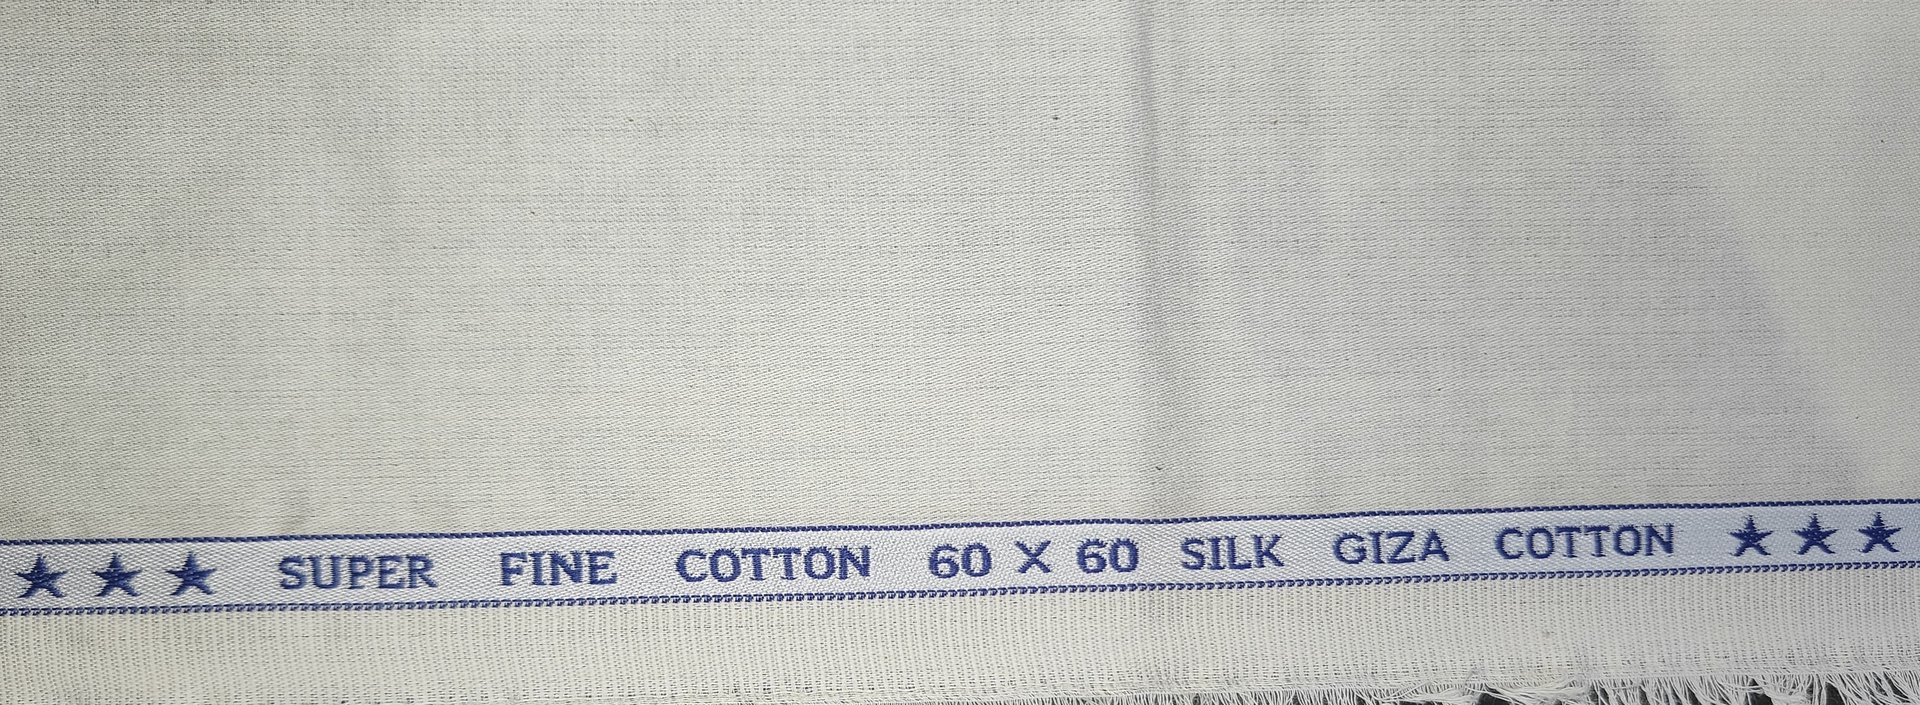 ★ ★ ★ SUPER FINE COTTON 60 X 60 SILK GIZA COTTON ★ ★ ★